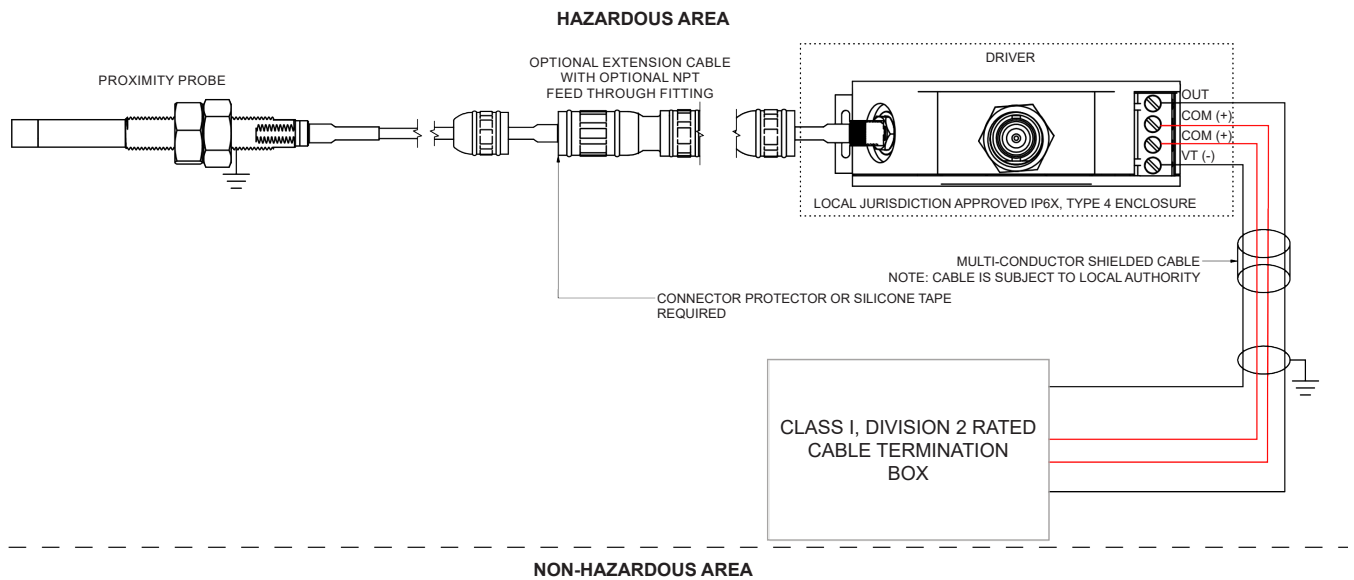 HAZARDOUS AREA
PROXIMITY PROBE
OPTIONAL EXTENSION CABLE
WITH OPTIONAL NPT
FEED THROUGH FITTING
DRIVER
OUT
COM (+)
COM (+)
VT (-)
LOCAL JURISDICTION APPROVED IP6X, TYPE 4 ENCLOSURE
MULTI-CONDUCTOR SHIELDED CABLE
NOTE: CABLE IS SUBJECT TO LOCAL AUTHORITY
CONNECTOR PROTECTOR OR SILICONE TAPE
REQUIRED
CLASS I, DIVISION 2 RATED
CABLE TERMINATION
BOX
NON-HAZARDOUS AREA